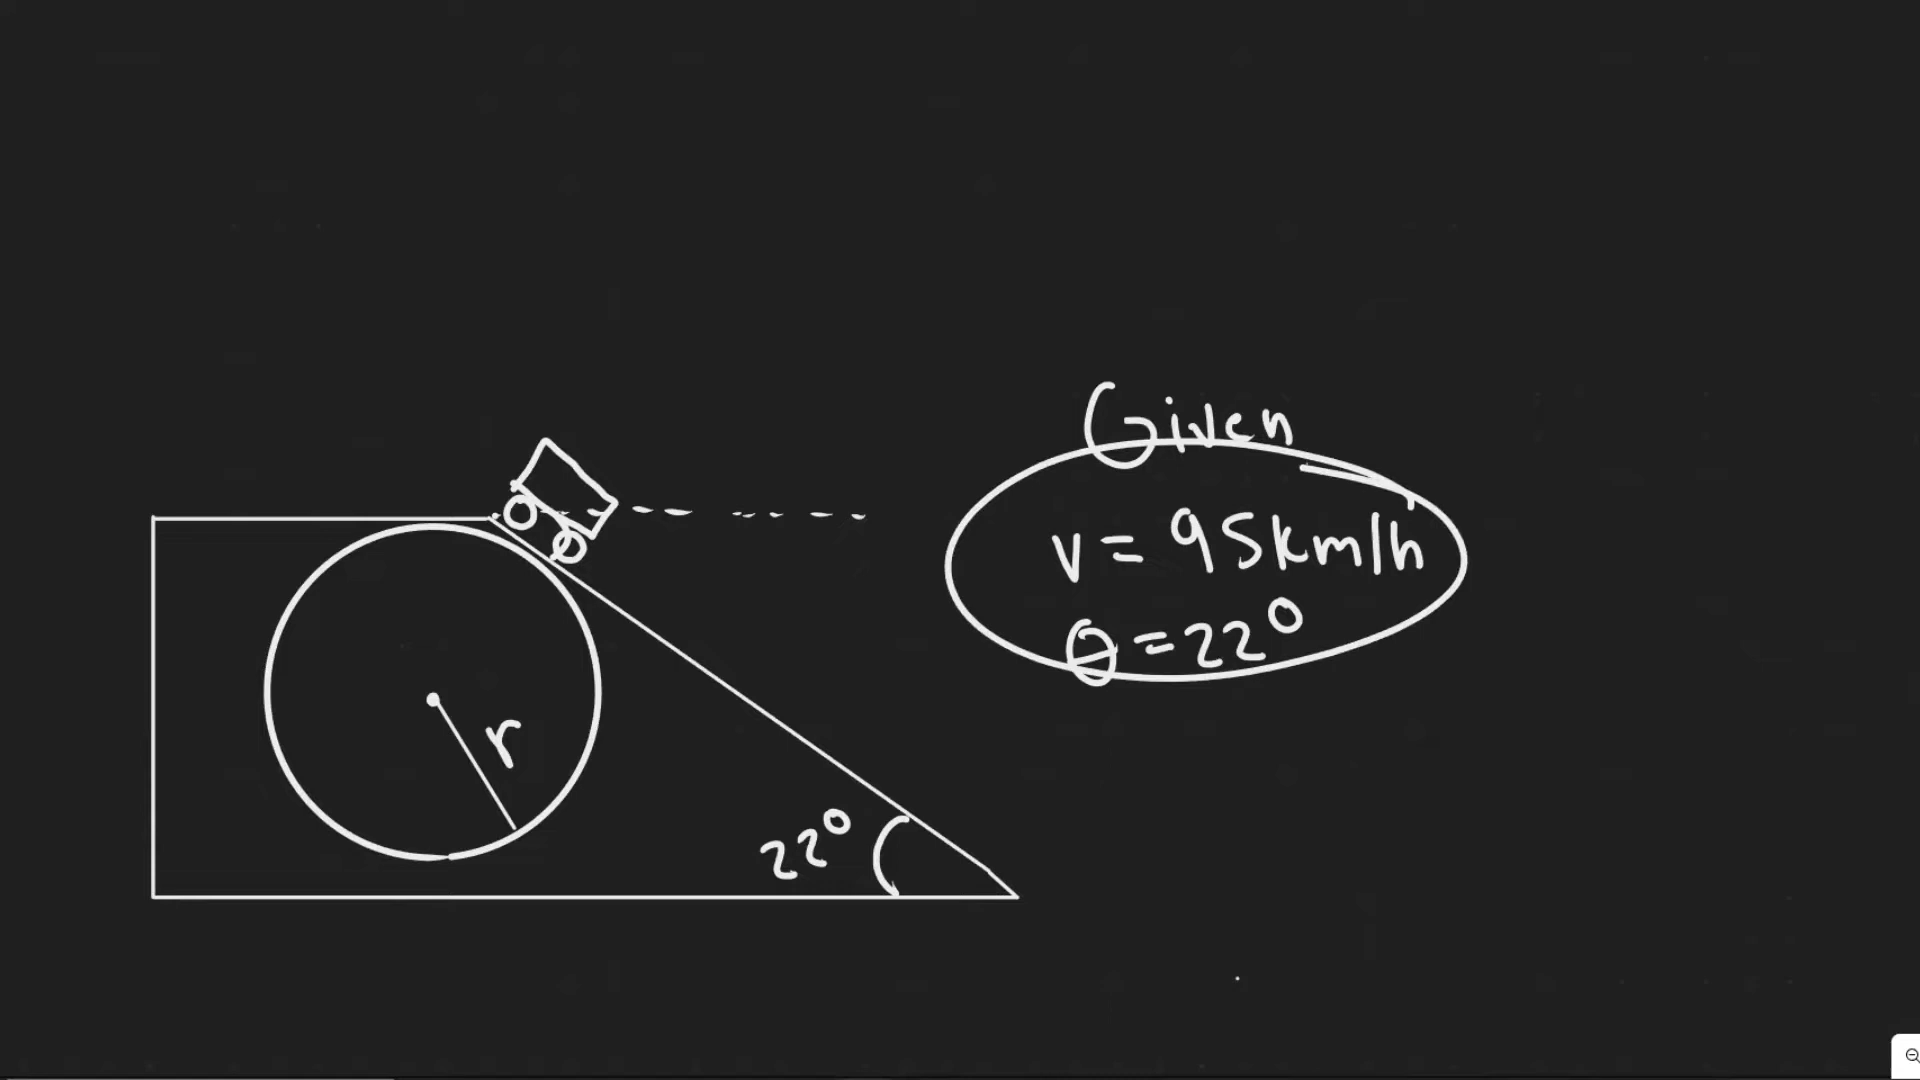 Given
v = 95km/h
θ = 22°
r
22°